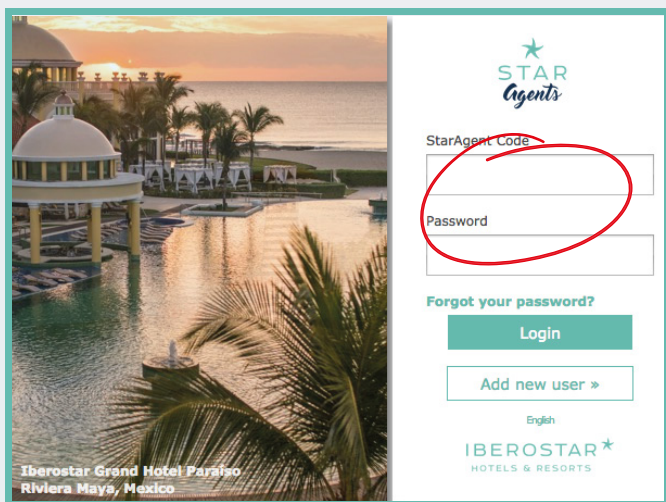 STAR
Agents
StarAgent Code
Password
Forgot your password?
Login
Add new user »
English
IBEROSTAR
HOTELS & RESORTS
Iberostar Grand Hotel Paraíso
Riviera Maya, Mexico